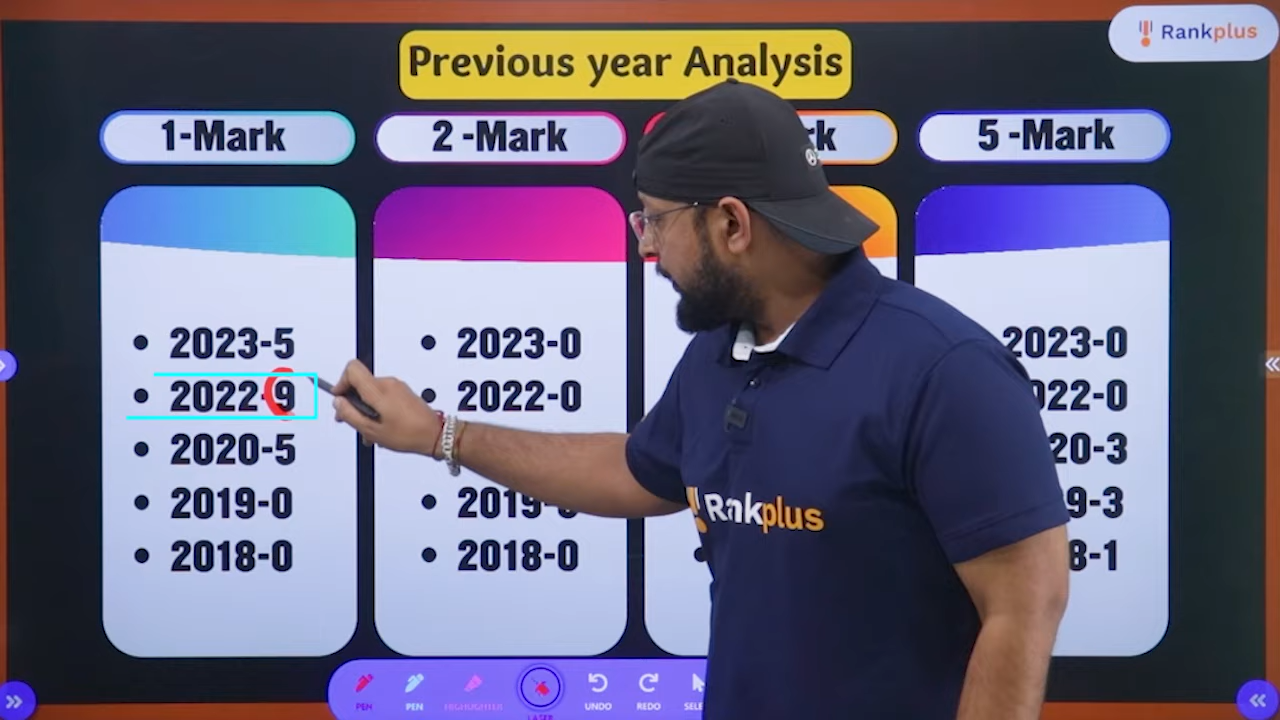 Rankplus
Previous year Analysis
1-Mark
2 -Mark
5 -Mark
2023-5
2022-9
2020-5
2019-0
2018-0
2023-0
2022-0
2018-0
2023-0
Rankplus
PEN
PEN
HIGHLIGHTER
LASER
UNDO
REDO